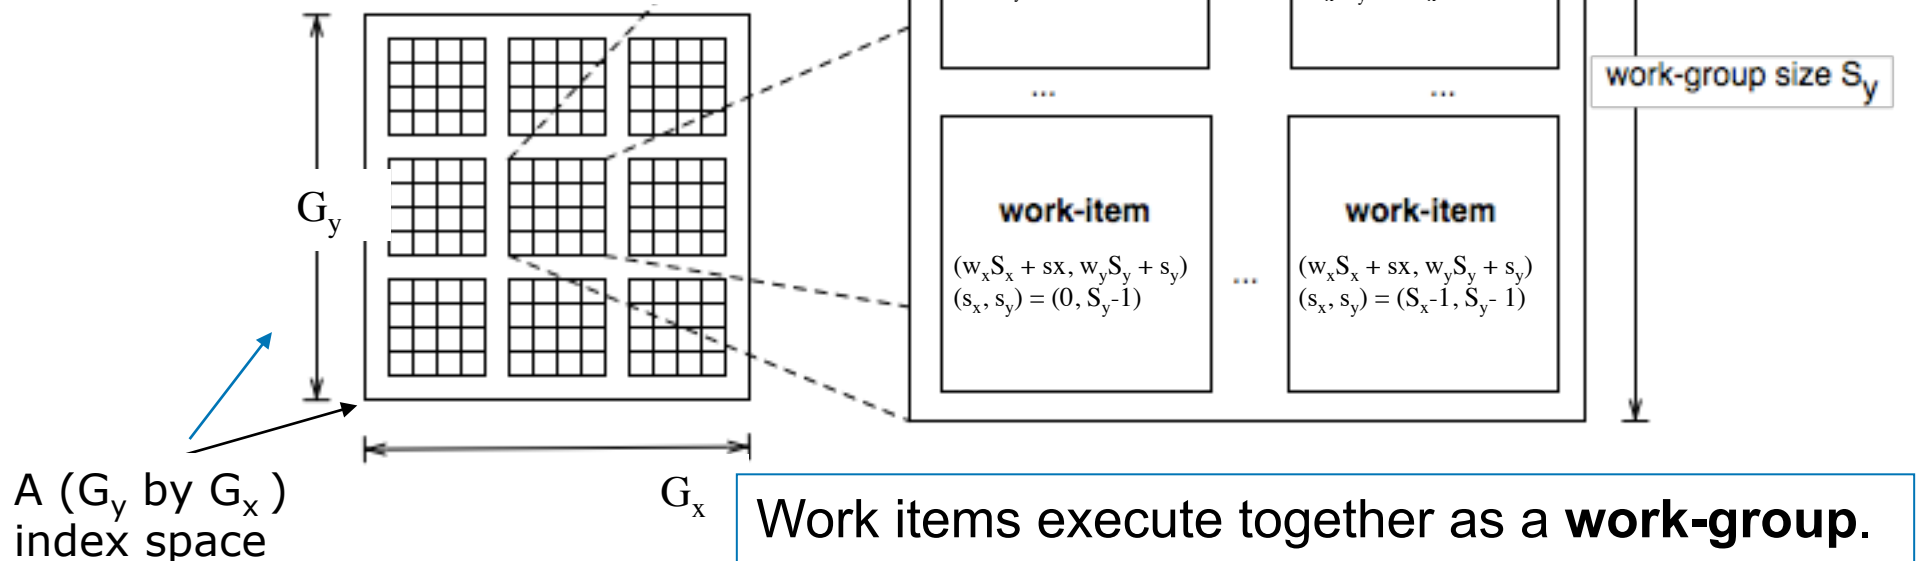 work-group size Sy
...
...
Gy
work-item
work-item
(wxSx + sx, wySy + sy)
(sx, sy) = (0, Sy-1)
...
(wxSx + sx, wySy + sy)
(sx, sy) = (Sx-1, Sy- 1)
A (Gy by Gx )
index space
Gx
Work items execute together as a work-group.